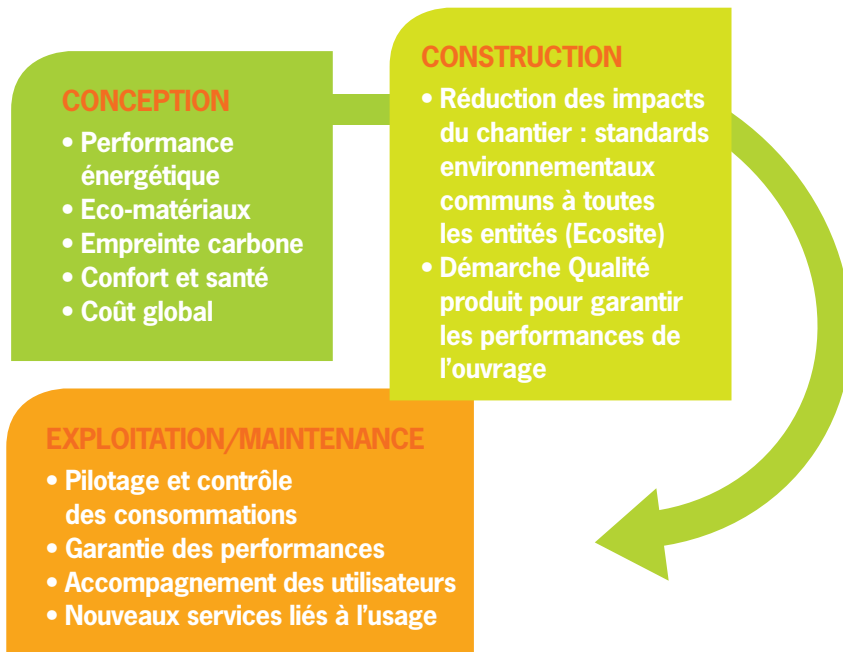 CONCEPTION
• Performance
énergétique
• Eco-matériaux
• Empreinte carbone
• Confort et santé
• Coût global
CONSTRUCTION
• Réduction des impacts
du chantier : standards
environnementaux
communs à toutes
les entités (Ecosite)
• Démarche Qualité
produit pour garantir
les performances de
l’ouvrage
EXPLOITATION/MAINTENANCE
• Pilotage et contrôle
des consommations
• Garantie des performances
• Accompagnement des utilisateurs
• Nouveaux services liés à l’usage